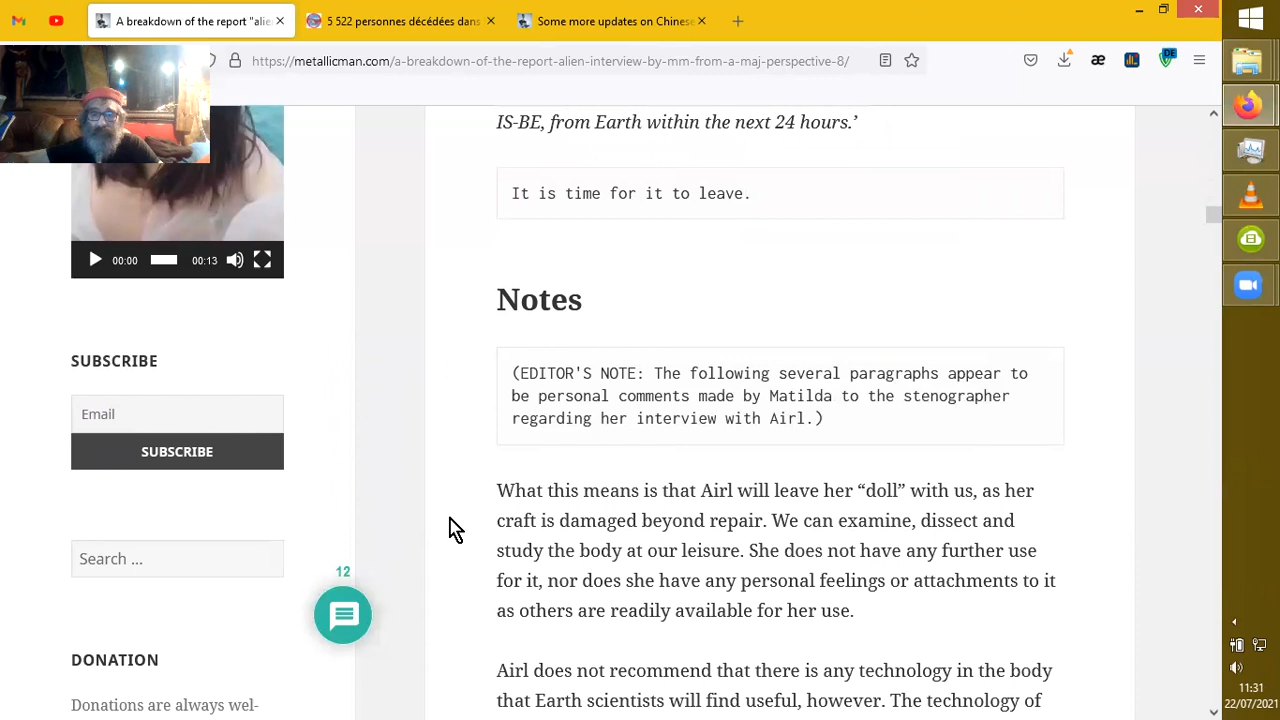 A breakdown of the report "alie
5 522 personnes décédées dans
Some more updates on Chinese
https://metallicman.com/a-breakdown-of-the-report-alien-interview-by-mm-from-a-maj-perspective-8/
DE
IS-BE, from Earth within the next 24 hours.’
It is time for it to leave.
00:00
00:13
Notes
SUBSCRIBE
(EDITOR'S NOTE: The following several paragraphs appear to
be personal comments made by Matilda to the stenographer
regarding her interview with Airl.)
Email
SUBSCRIBE
What this means is that Airl will leave her “doll” with us, as her
craft is damaged beyond repair. We can examine, dissect and
study the body at our leisure. She does not have any further use
for it, nor does she have any personal feelings or attachments to it
as others are readily available for her use.
Search ...
12
DONATION
Donations are always wel-
Airl does not recommend that there is any technology in the body
that Earth scientists will find useful, however. The technology of
11:31
22/07/2021